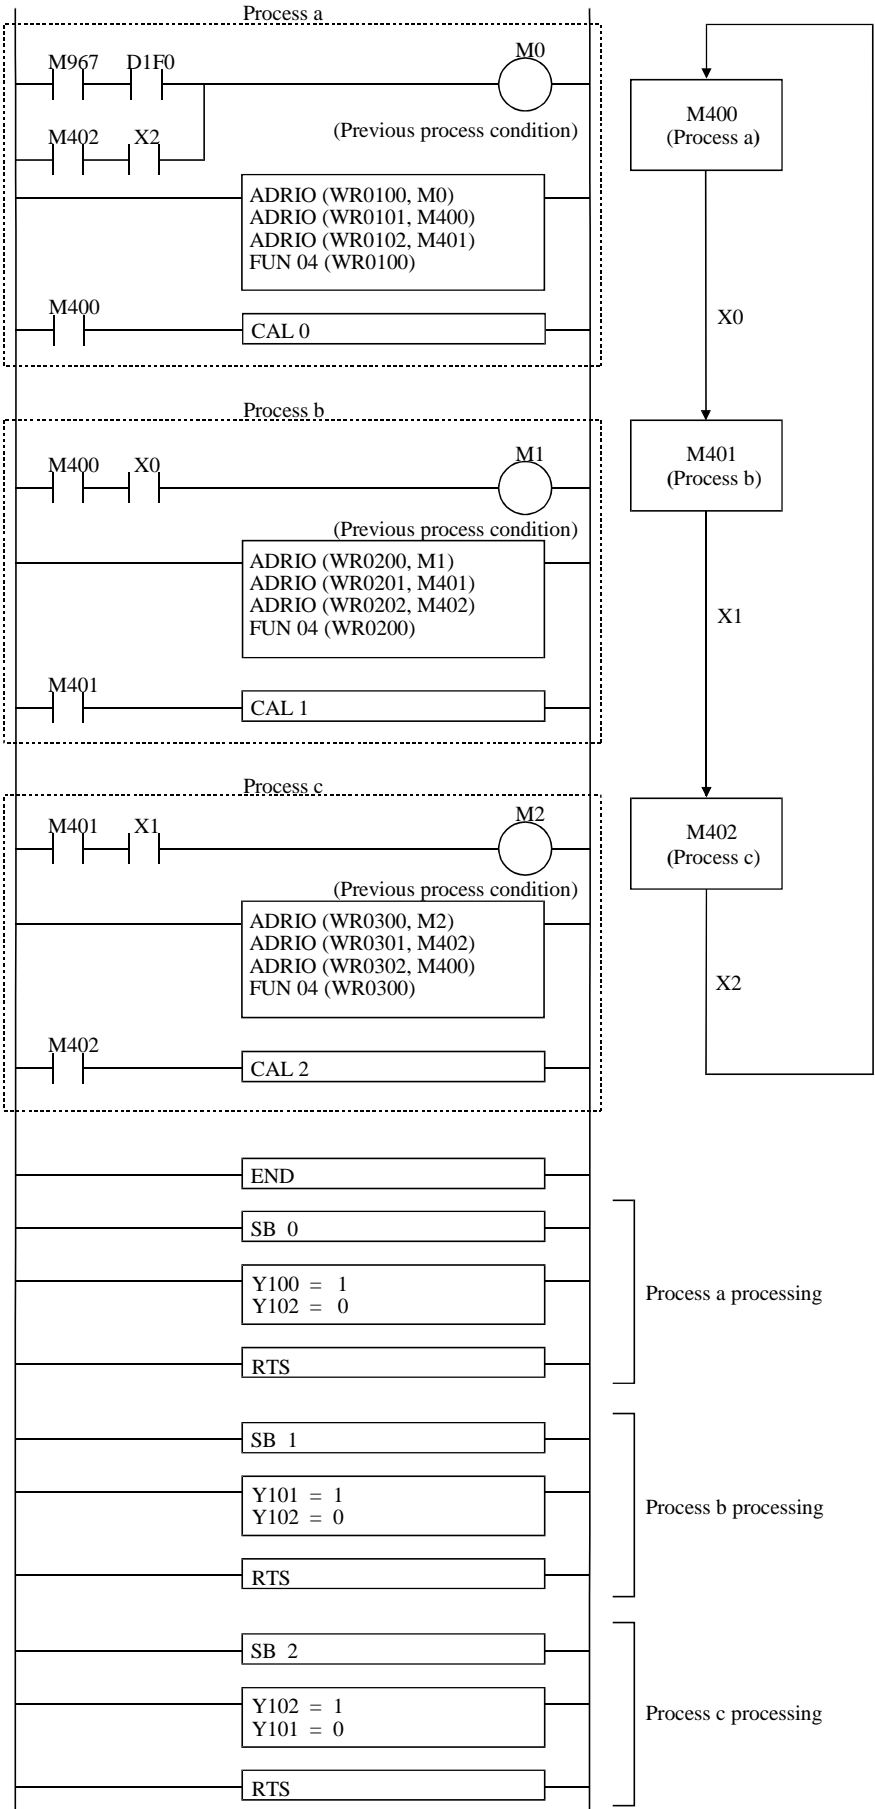 Process a
M967 D1F0 M0
M402 X2
(Previous process condition)
ADRIO (WR0100, M0)
ADRIO (WR0101, M400)
ADRIO (WR0102, M401)
FUN 04 (WR0100)
M400
CAL 0
Process b
M400 X0 M1
(Previous process condition)
ADRIO (WR0200, M1)
ADRIO (WR0201, M401)
ADRIO (WR0202, M402)
FUN 04 (WR0200)
M401
CAL 1
Process c
M401 X1 M2
(Previous process condition)
ADRIO (WR0300, M2)
ADRIO (WR0301, M402)
ADRIO (WR0302, M400)
FUN 04 (WR0300)
M402
CAL 2
END
SB 0
Y100 = 1
Y102 = 0
RTS
SB 1
Y101 = 1
Y102 = 0
RTS
SB 2
Y102 = 1
Y101 = 0
RTS
M400
(Process a)
X0
M401
(Process b)
X1
M402
(Process c)
X2
Process a processing
Process b processing
Process c processing